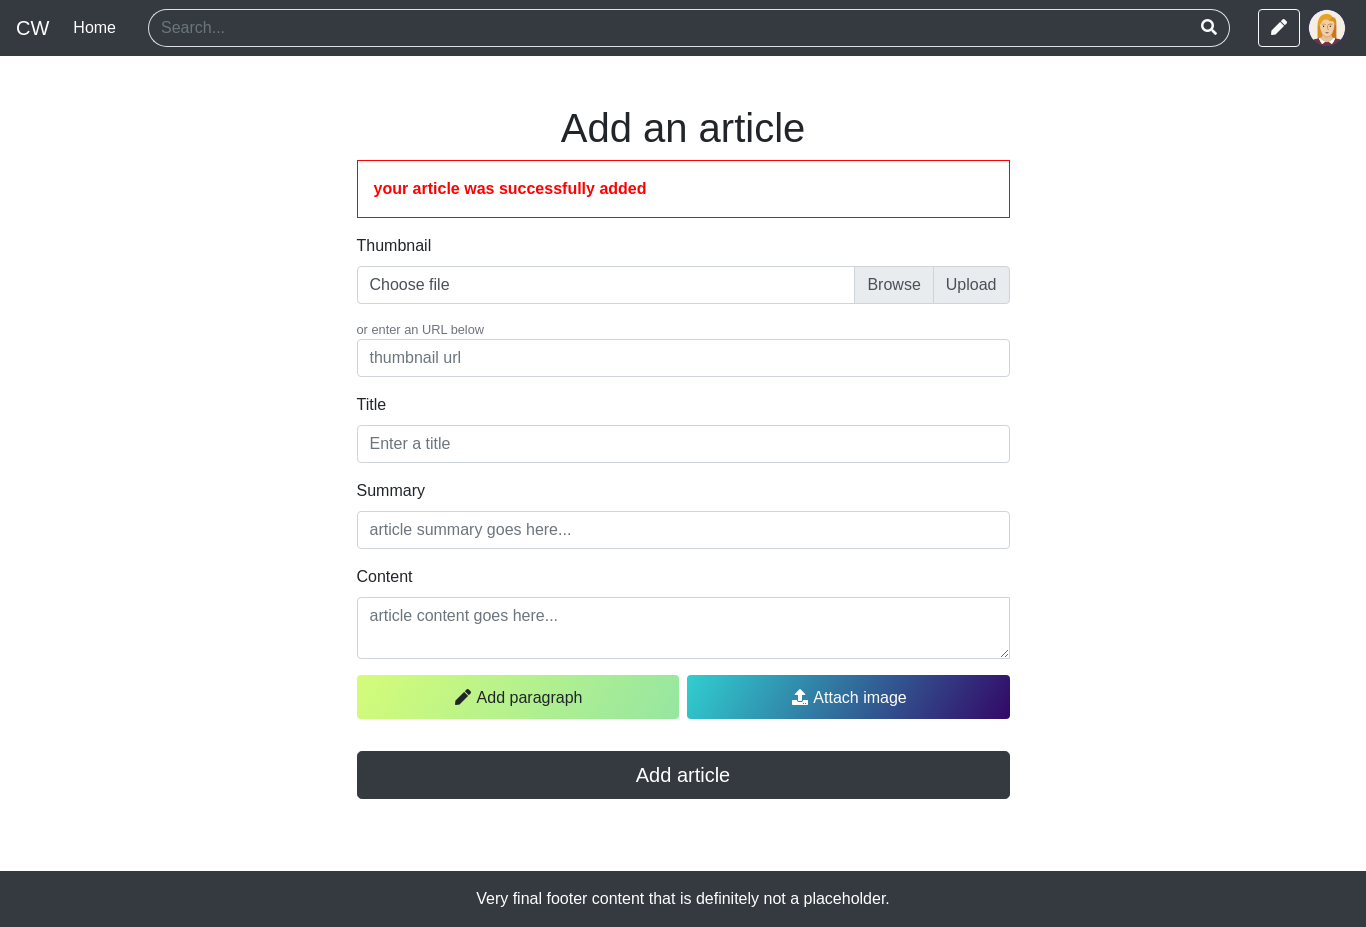 CW Home Search...
Add an article
your article was successfully added
Thumbnail
Choose file Browse Upload
or enter an URL below
thumbnail url
Title
Enter a title
Summary
article summary goes here...
Content
article content goes here...
Add paragraph Attach image
Add article
Very final footer content that is definitely not a placeholder.